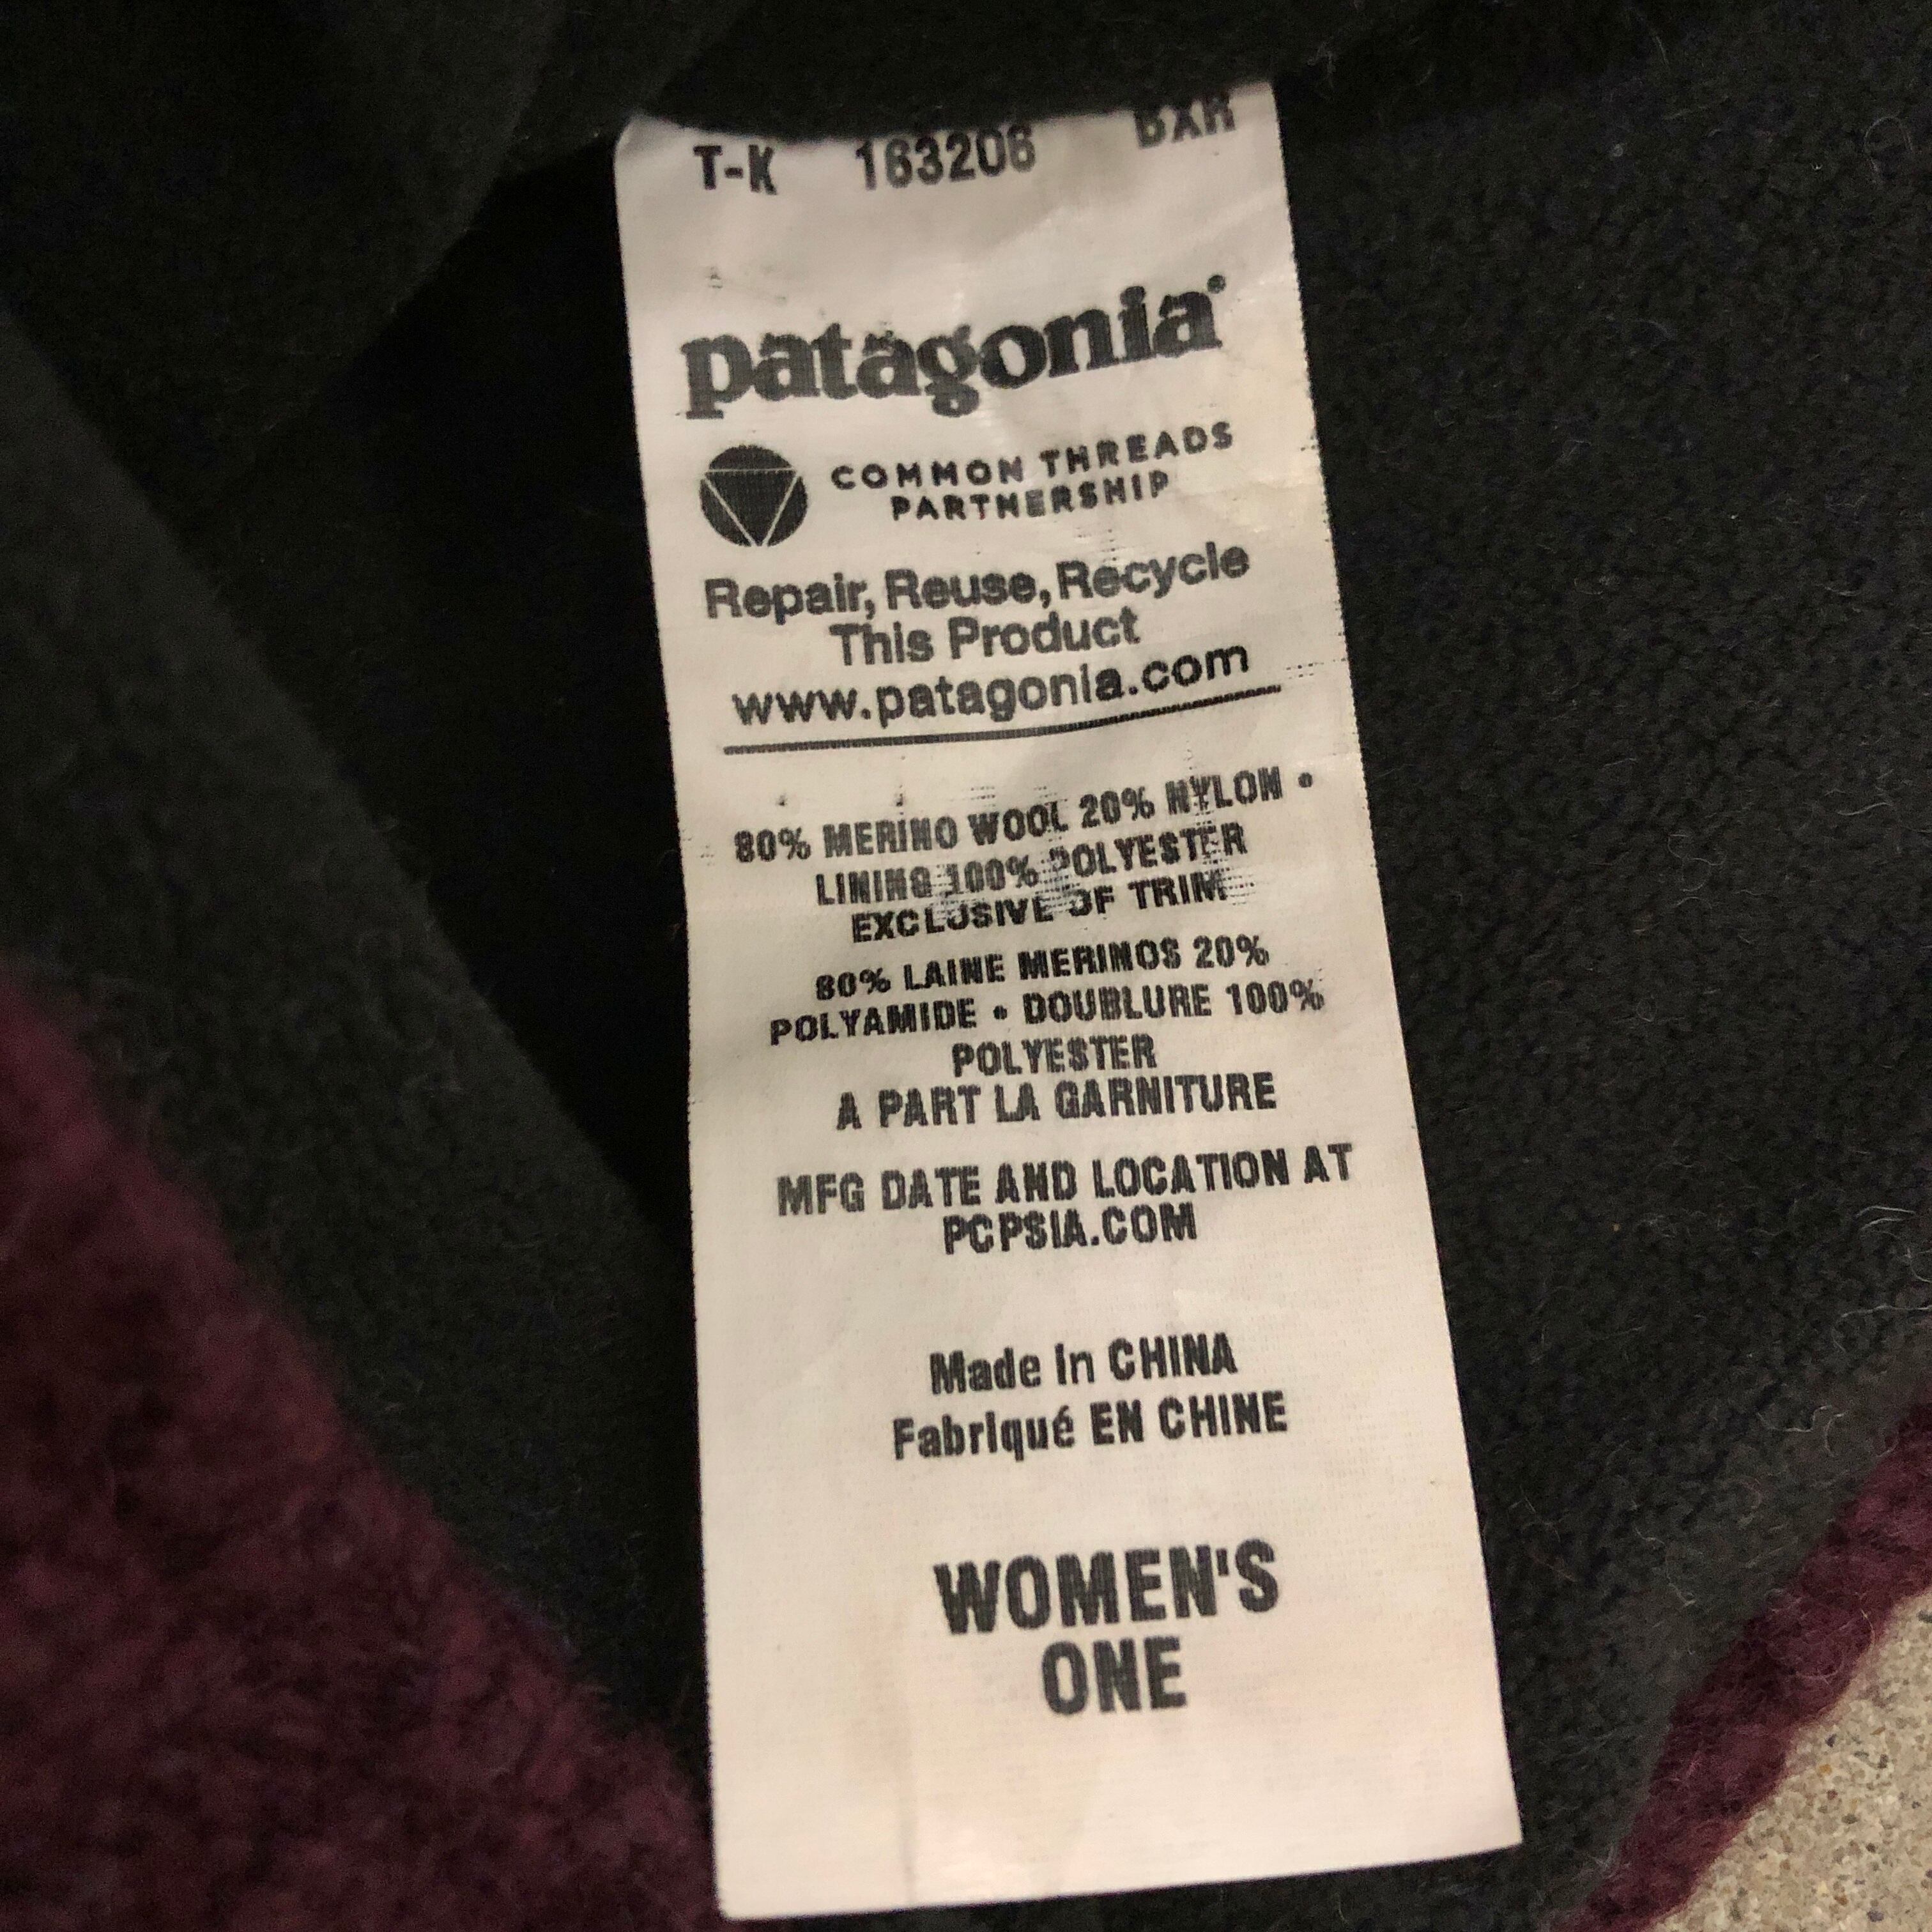 T-K 163206 BXR
patagonia®
COMMON THREADS
PARTNERSHIP
Repair, Reuse, Recycle
This Product
www.patagonia.com
80% MERINO WOOL 20% NYLON •
LINING 100% POLYESTER
EXCLUSIVE OF TRIM
80% LAINE MERINOS 20%
POLYAMIDE • DOUBLURE 100%
POLYESTER
A PART LA GARNITURE
MFG DATE AND LOCATION AT
PCPSIA.COM
Made In CHINA
Fabriqué EN CHINE
WOMEN'S
ONE